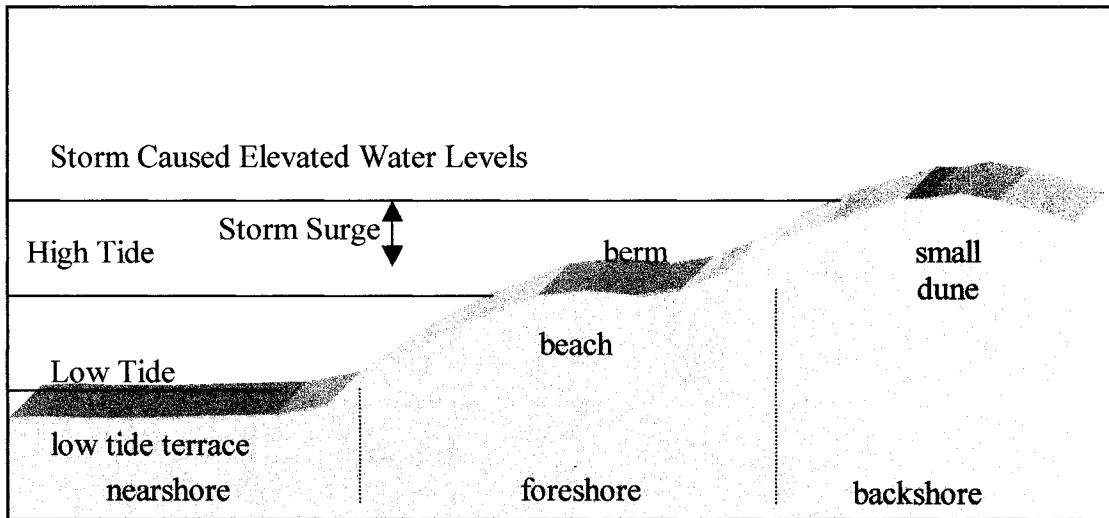 Storm Caused Elevated Water Levels
Storm Surge
High Tide
berm
small
dune
beach
Low Tide
low tide terrace
nearshore
foreshore
backshore